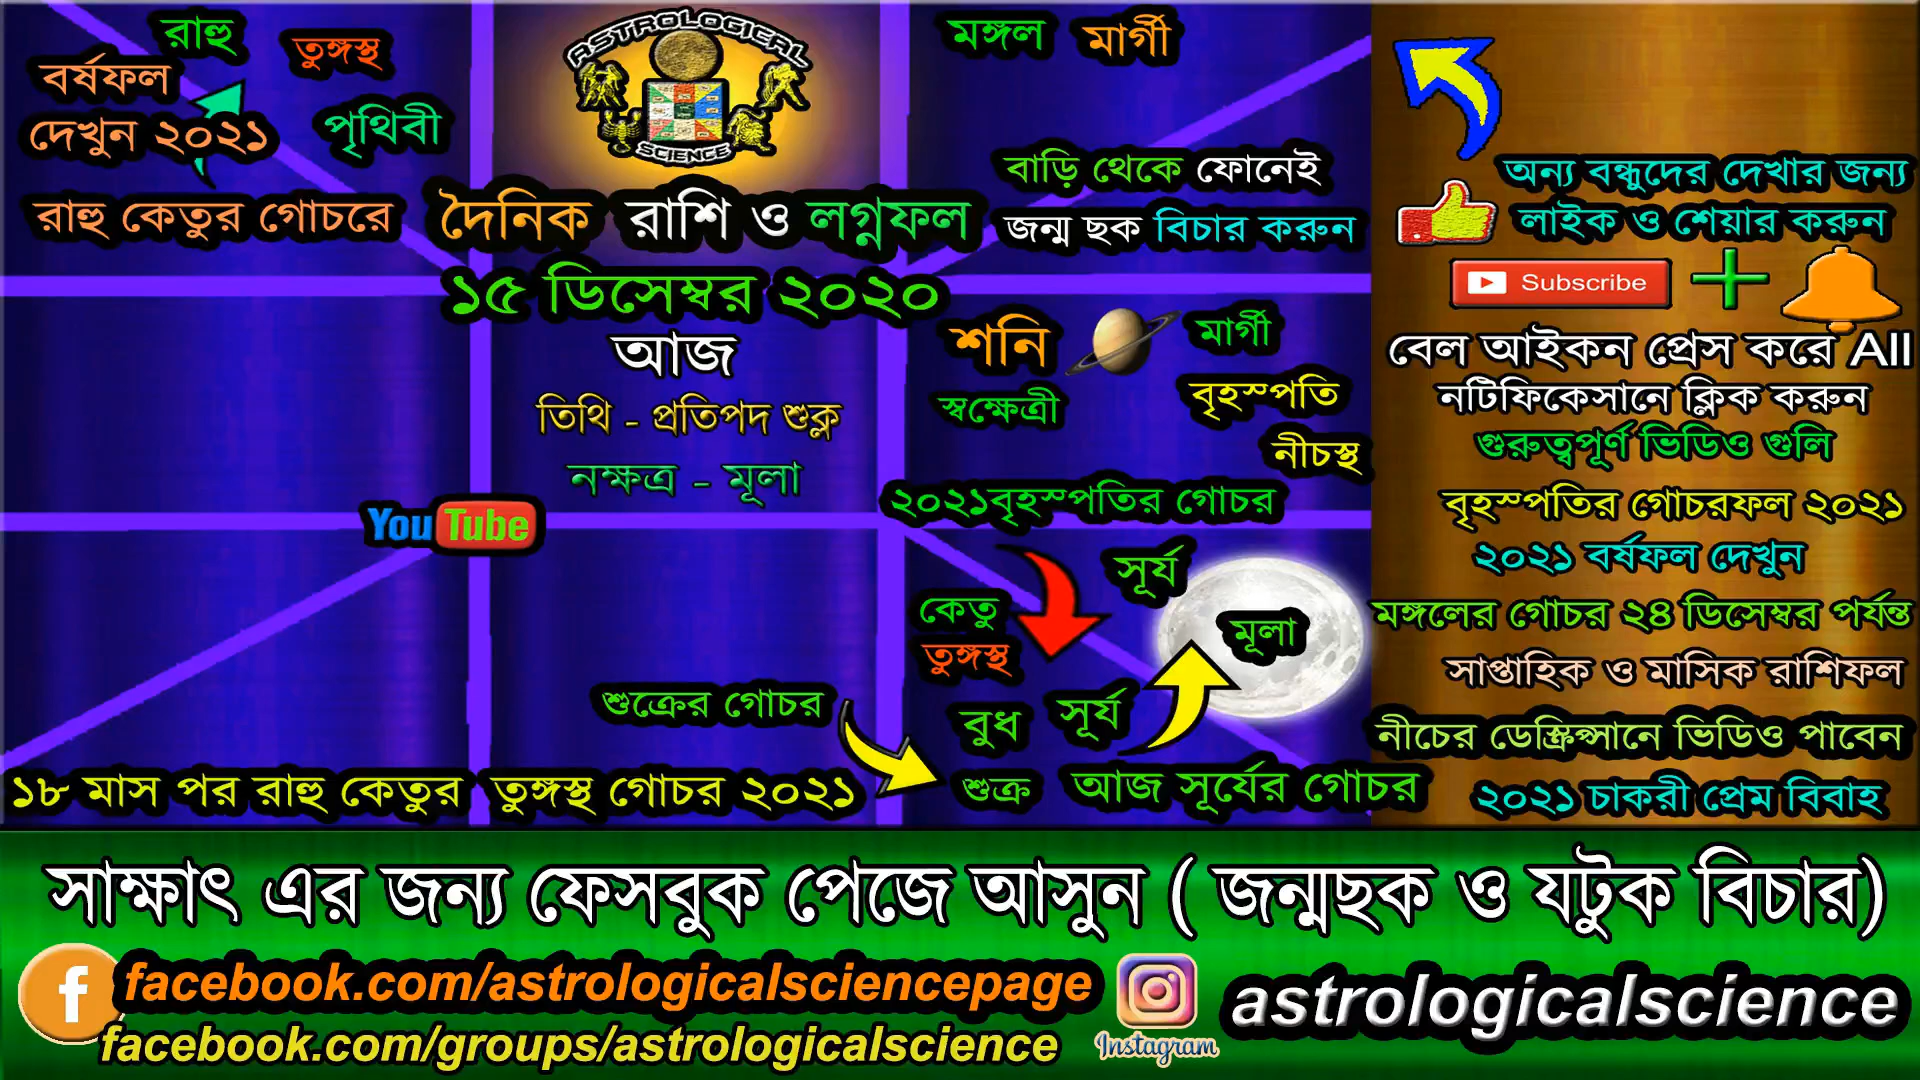 রাহু
তুঙ্গস্থ
বর্ষফল
দেখুন ২০২১
পৃথিবী
রাহু কেতুর গোচরে
ASTROLOGICAL
SCIENCE
মঙ্গল মার্গী
বাড়ি থেকে ফোনেই
জন্ম ছক বিচার করুন
দৈনিক রাশি ও লগ্নফল
১৫ ডিসেম্বর ২০২০
আজ
তিথি - প্রতিপদ শুক্ল
নক্ষত্র - মূলা
শনি মার্গী
স্বক্ষেত্রী
বৃহস্পতি
নীচস্থ
২০২১বৃহস্পতির গোচর
YouTube
সূর্য
কেতু
তুঙ্গস্থ
মূলা
বুধ
সূর্য
শুক্রের গোচর
শুক্র
আজ সূর্যের গোচর
১৮ মাস পর রাহু কেতুর তুঙ্গস্থ গোচর ২০২১
অন্য বন্ধুদের দেখার জন্য
লাইক ও শেয়ার করুন
Subscribe
বেল আইকন প্রেস করে All
নটিফিকেসানে ক্লিক করুন
গুরুত্বপূর্ণ ভিডিও গুলি
বৃহস্পতির গোচরফল ২০২১
২০২১ বর্ষফল দেখুন
মঙ্গলের গোচর ২৪ ডিসেম্বর পর্যন্ত
সাপ্তাহিক ও মাসিক রাশিফল
নীচের ডেস্ক্রিপ্সানে ভিডিও পাবেন
২০২১ চাকরী প্রেম বিবাহ
সাক্ষাৎ এর জন্য ফেসবুক পেজে আসুন ( জন্মছক ও যটুক বিচার)
facebook.com/astrologicalsciencepage
facebook.com/groups/astrologicalscience
Instagram
astrologicalscience